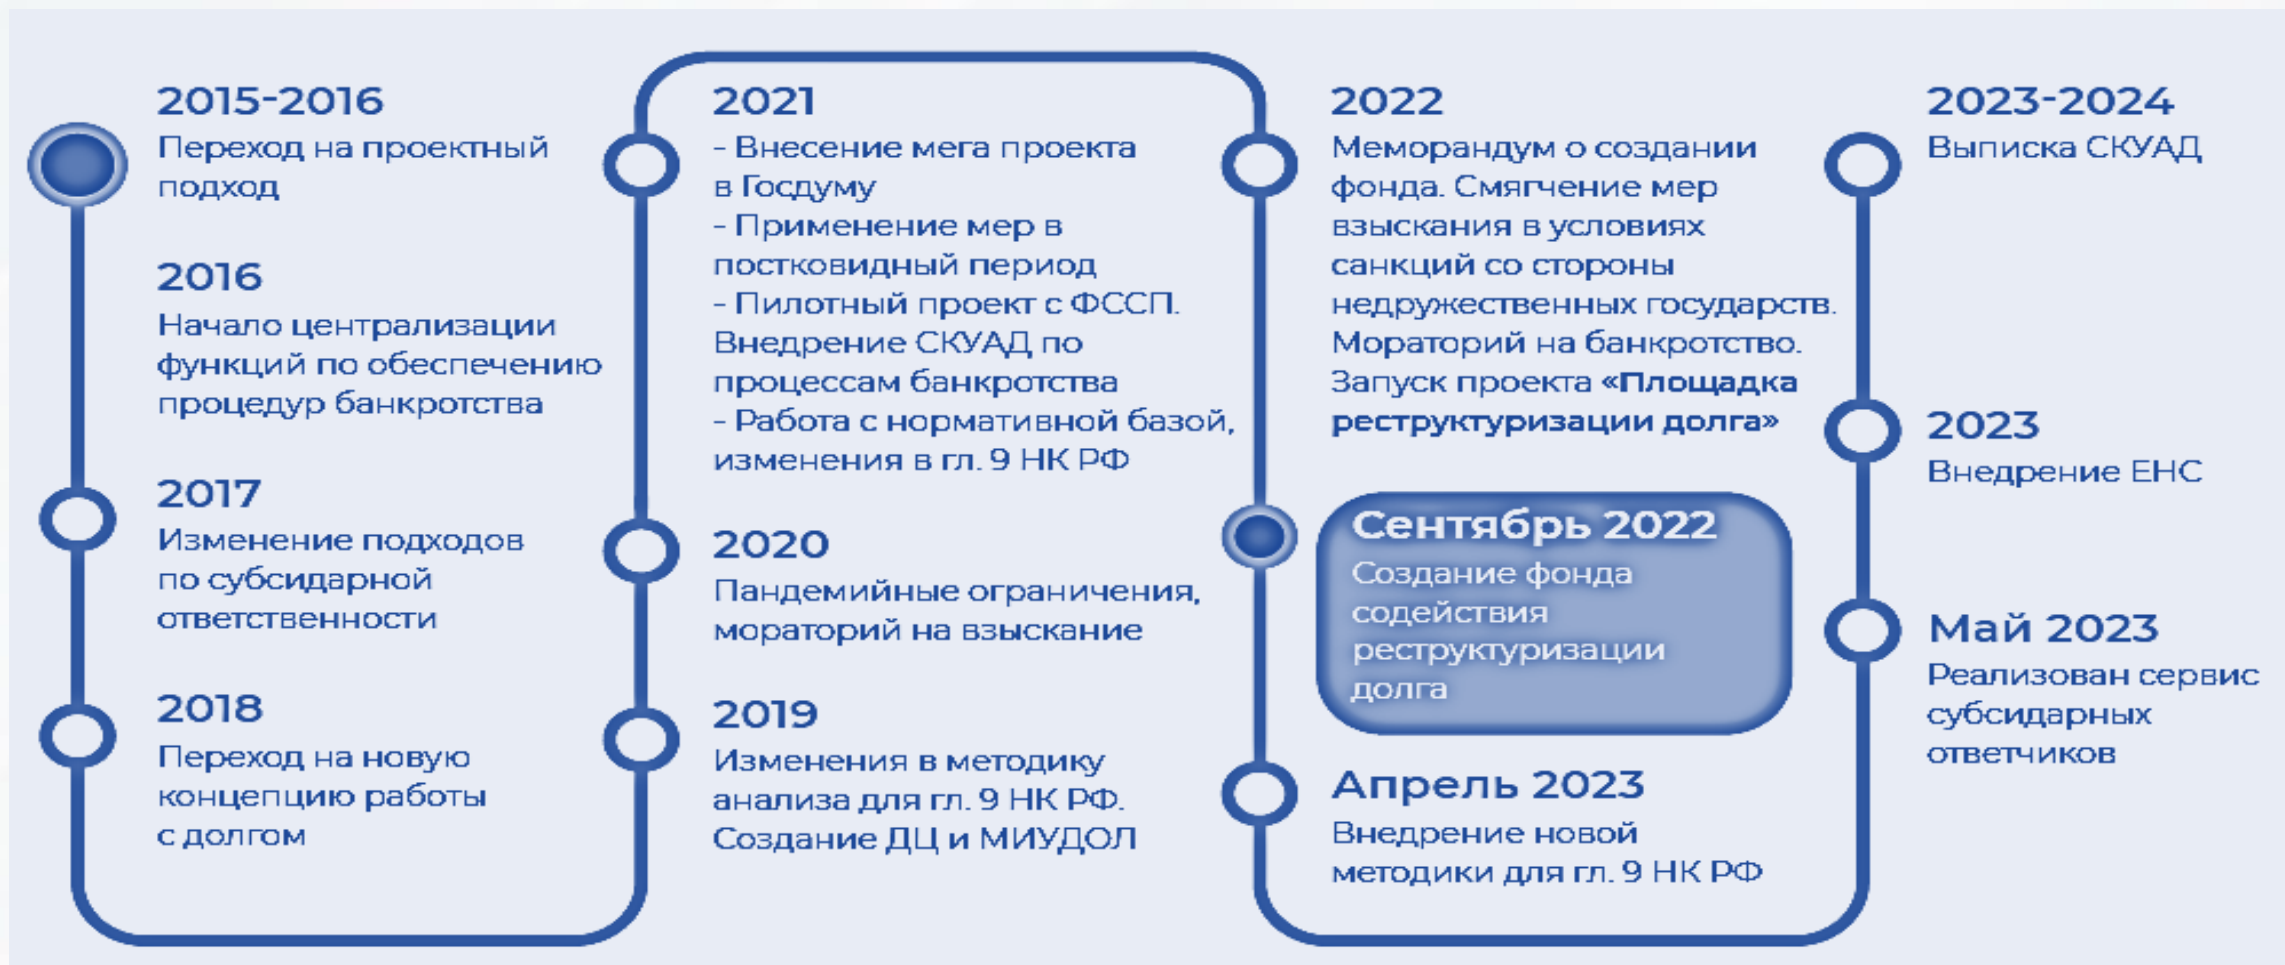 2015-2016
Переход на проектный
подход
2016
Начало централизации
функций по обеспечению
процедур банкротства
2017
Изменение подходов
по субсидарной
ответственности
2018
Переход на новую
концепцию работы
с долгом
2021
- Внесение мега проекта
в Госдуму
- Применение мер в
постковидный период
- Пилотный проект с ФССП.
Внедрение СКУАД по
процессам банкротства
- Работа с нормативной базой,
изменения в гл. 9 НК РФ
2020
Пандемийные ограничения,
мораторий на взыскание
2019
Изменения в методику
анализа для гл. 9 НК РФ.
Создание ДЦ и МИУДОЛ
2022
Меморандум о создании
фонда. Смягчение мер
взыскания в условиях
санкций со стороны
недружественных государств.
Мораторий на банкротство.
Запуск проекта «Площадка
реструктуризации долга»
Сентябрь 2022
Создание фонда
содействия
реструктуризации
долга
Апрель 2023
Внедрение новой
методики для гл. 9 НК РФ
2023-2024
Выписка СКУАД
2023
Внедрение ЕНС
Май 2023
Реализован сервис
субсидарных
ответчиков